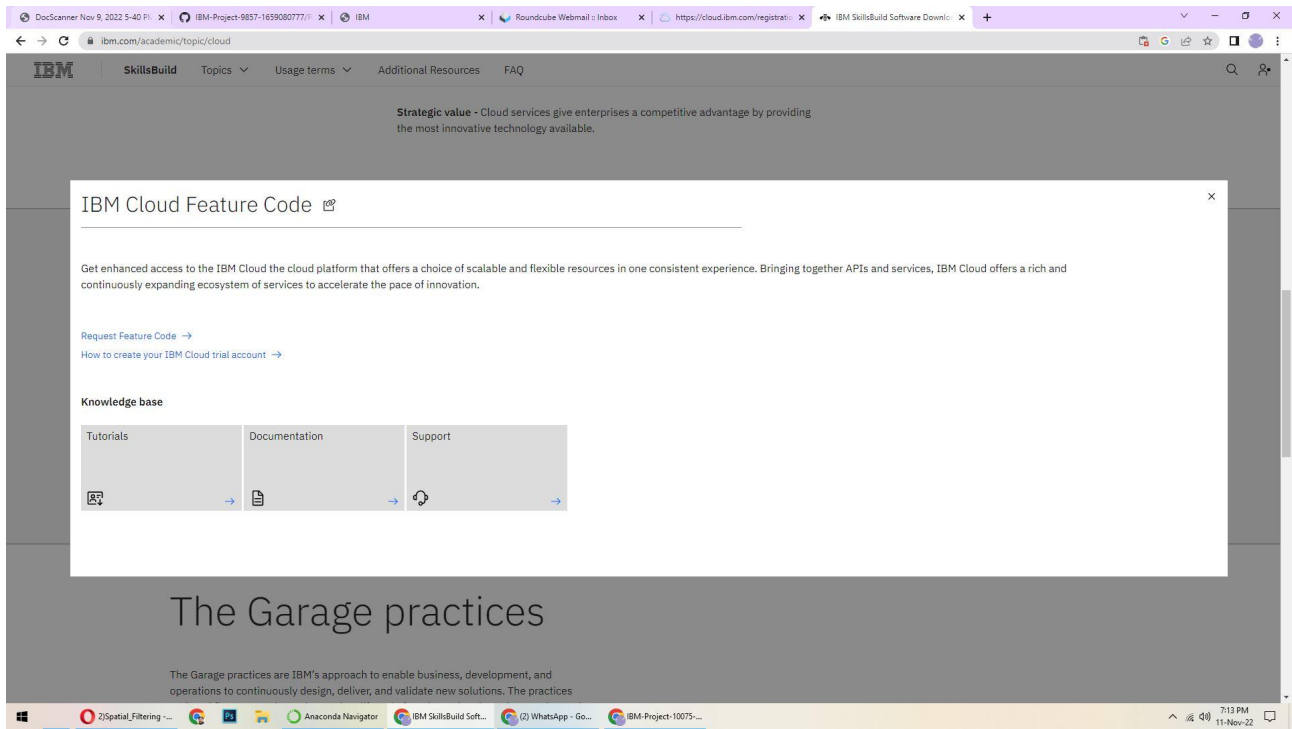 DocScanner Nov 9, 2022 5-40 P
IBM-Project-9857-1659080777/
IBM
Roundcube Webmail :: Inbox
https://cloud.ibm.com/registratio
IBM SkillsBuild Software Downlo
ibm.com/academic/topic/cloud
IBM
SkillsBuild
Topics
Usage terms
Additional Resources
FAQ
Strategic value - Cloud services give enterprises a competitive advantage by providing
the most innovative technology available.
IBM Cloud Feature Code
Get enhanced access to the IBM Cloud the cloud platform that offers a choice of scalable and flexible resources in one consistent experience. Bringing together APIs and services, IBM Cloud offers a rich and
continuously expanding ecosystem of services to accelerate the pace of innovation.
Request Feature Code →
How to create your IBM Cloud trial account →
Knowledge base
Tutorials
Documentation
Support
The Garage practices
The Garage practices are IBM's approach to enable business, development, and
operations to continuously design, deliver, and validate new solutions. The practices
2)Spatial_Filtering -...
Ps
Anaconda Navigator
IBM SkillsBuild Soft...
(2) WhatsApp - Go...
IBM-Project-10075-...
7:13 PM
11-Nov-22